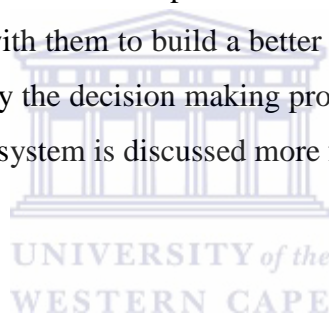 with them to build a better
y the decision making pro
system is discussed more
UNIVERSITY of the
WESTERN CAPE